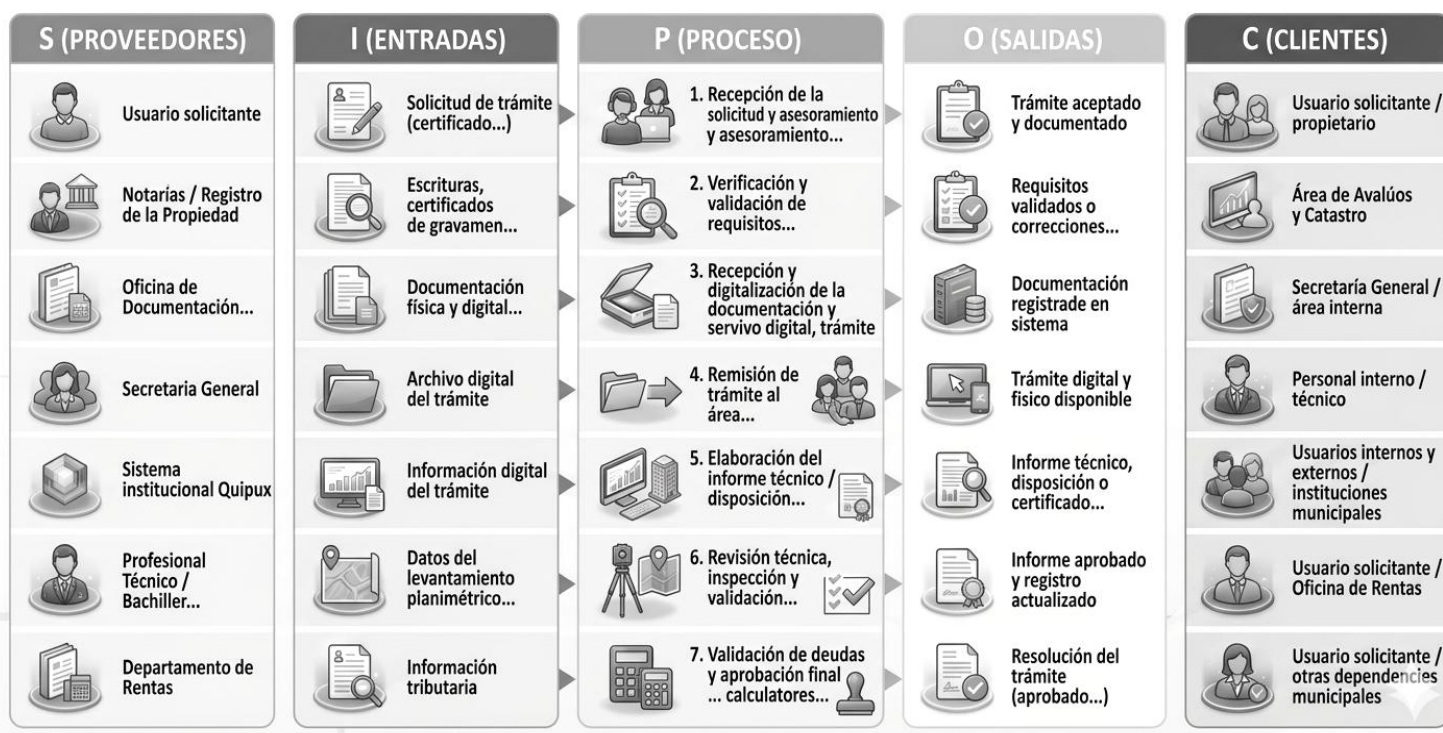 S (PROVEEDORES)
Usuario solicitante
Notarías / Registro
de la Propiedad
Oficina de
Documentación...
Secretaria General
Sistema
institucional Quipux
Profesional
Técnico /
Bachiller...
Departamento de
Rentas
I (ENTRADAS)
Solicitud de trámite
(certificado...)
Escrituras,
certificados
de gravamen...
Documentación
física y digital...
Archivo digital
del trámite
Información digital
del trámite
Datos del
levantamiento
planimétrico...
Información
tributaria
P (PROCESO)
1. Recepción de la
solicitud y asesoramiento
y asesoramiento...
2. Verificación y
validación de
requisitos...
3. Recepción y
digitalización de la
documentación y
servivo digital, trámite
4. Remisión de
trámite al
área...
5. Elaboración del
informe técnico /
disposición...
6. Revisión técnica,
inspección y
validación...
7. Validación de deudas
y aprobación final
... calculatores...
O (SALIDAS)
Trámite aceptado
y documentado
Requisitos
validados o
correcciones...
Documentación
registrade en
sistema
Trámite digital y
fisico disponible
Informe técnico,
disposición o
certificado...
Informe aprobado
y registro
actualizado
Resolución del
trámite
(aprobado...)
C (CLIENTES)
Usuario solicitante /
propietario
Área de Avalúos
y Catastro
Secretaría General /
área interna
Personal interno /
técnico
Usuarios internos y
externos /
instituciones
municipales
Usuario solicitante /
Oficina de Rentas
Usuario solicitante /
otras dependencies
municipales